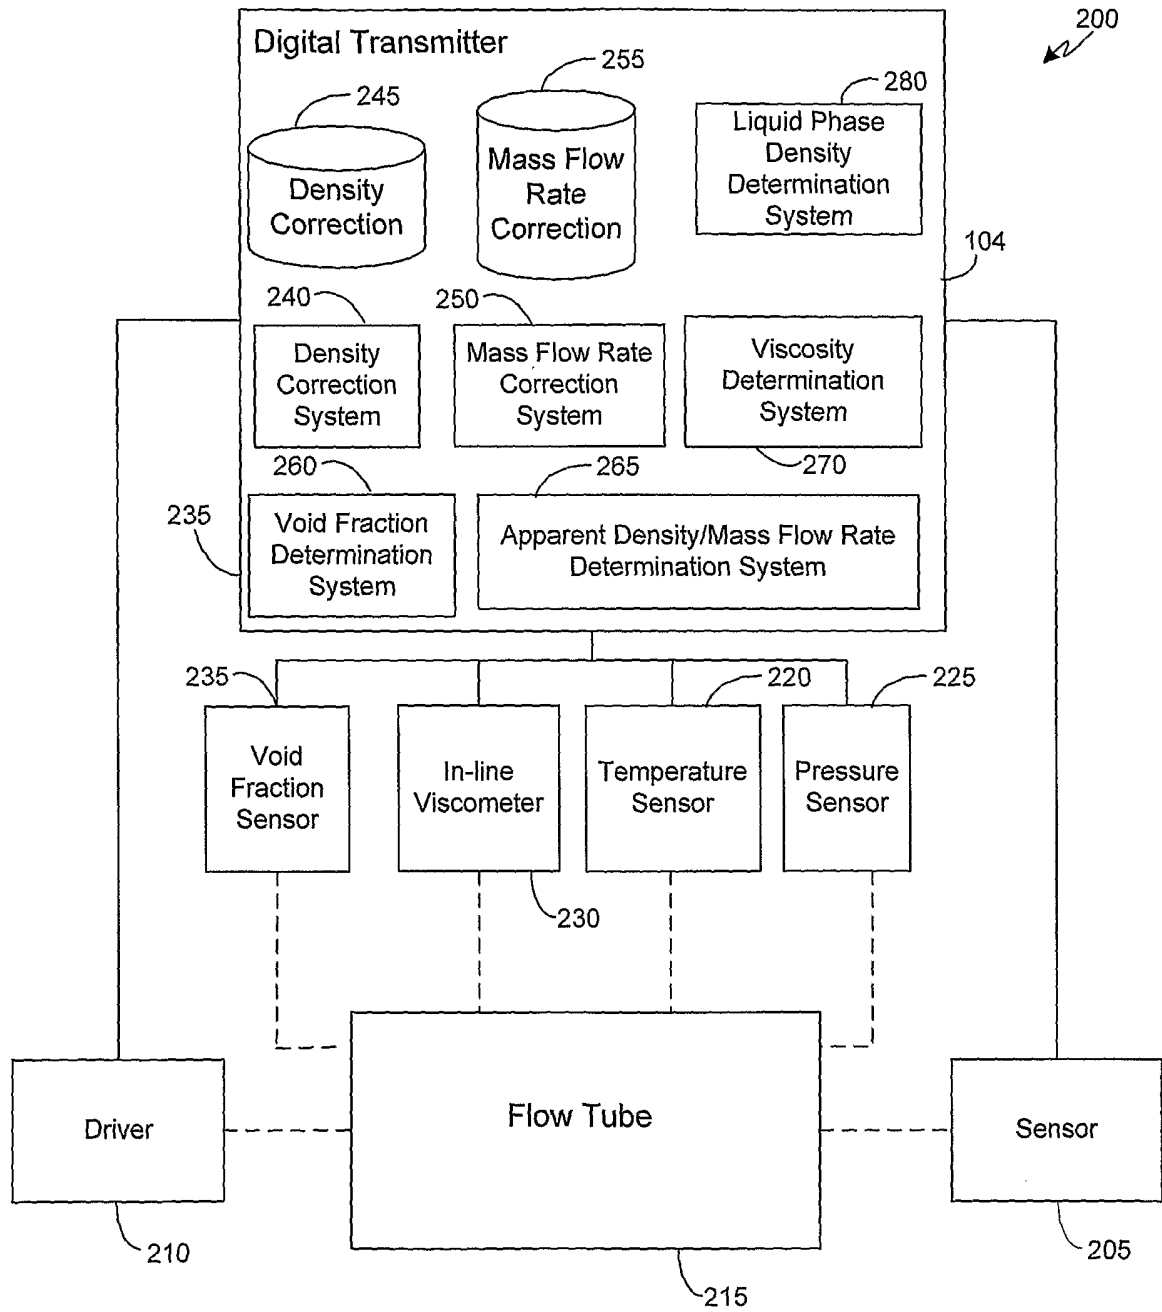 200
Digital Transmitter
255
245
280
Liquid Phase
Density
Determination
System
Mass Flow
Rate
Correction
Density
Correction
104
240
250
Density
Correction
System
Mass Flow Rate
Correction
System
Viscosity
Determination
System
260
265
270
235
Void Fraction
Determination
System
Apparent Density/Mass Flow Rate
Determination System
235
220
225
Void
Fraction
Sensor
In-line
Viscometer
Temperature
Sensor
Pressure
Sensor
230
Driver
Flow Tube
Sensor
210
215
205